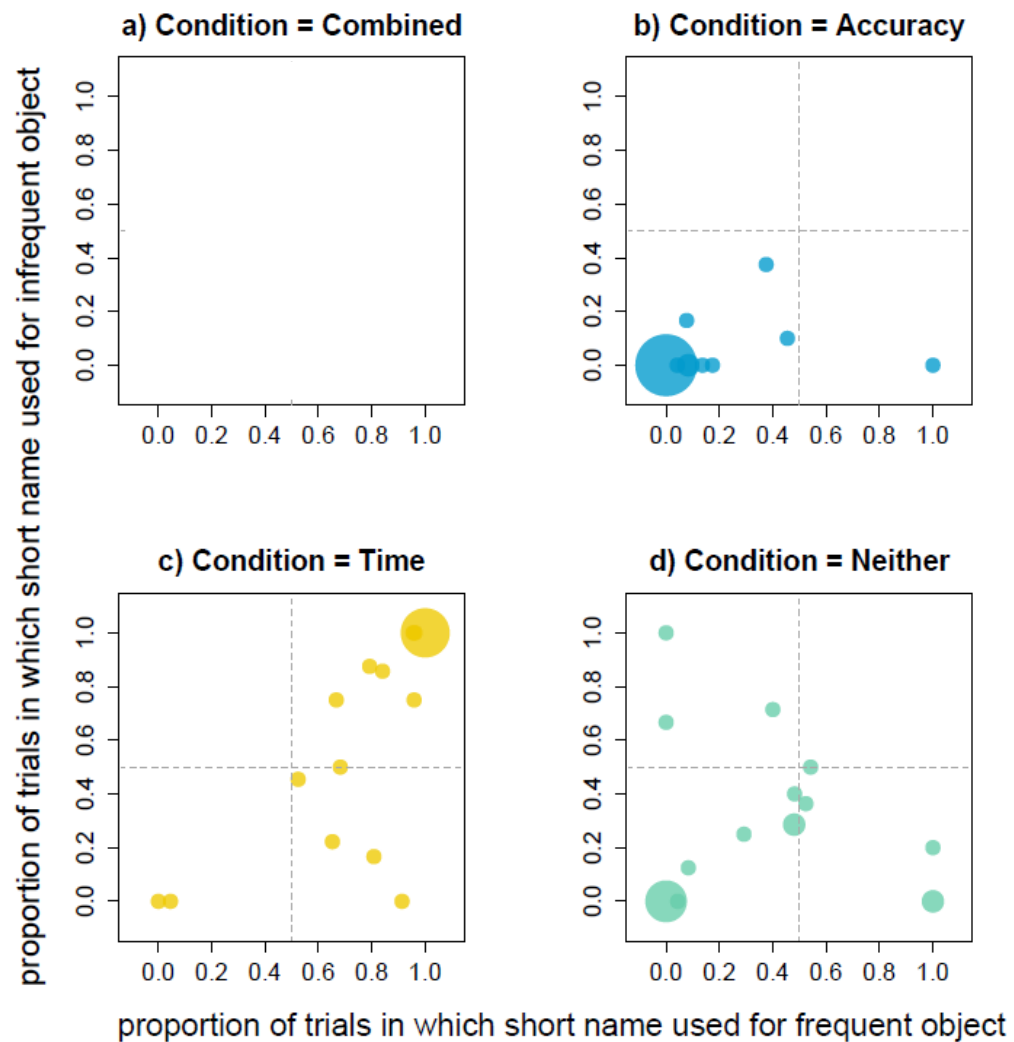 a) Condition = Combined
b) Condition = Accuracy
proportion of trials in which short name used for infrequent object
1.0
0.8
0.6
0.4
0.2
0.0
0.0 0.2 0.4 0.6 0.8 1.0
1.0
0.8
0.6
0.4
0.2
0.0
0.0 0.2 0.4 0.6 0.8 1.0
c) Condition = Time
d) Condition = Neither
1.0
0.8
0.6
0.4
0.2
0.0
0.0 0.2 0.4 0.6 0.8 1.0
1.0
0.8
0.6
0.4
0.2
0.0
0.0 0.2 0.4 0.6 0.8 1.0
proportion of trials in which short name used for frequent object